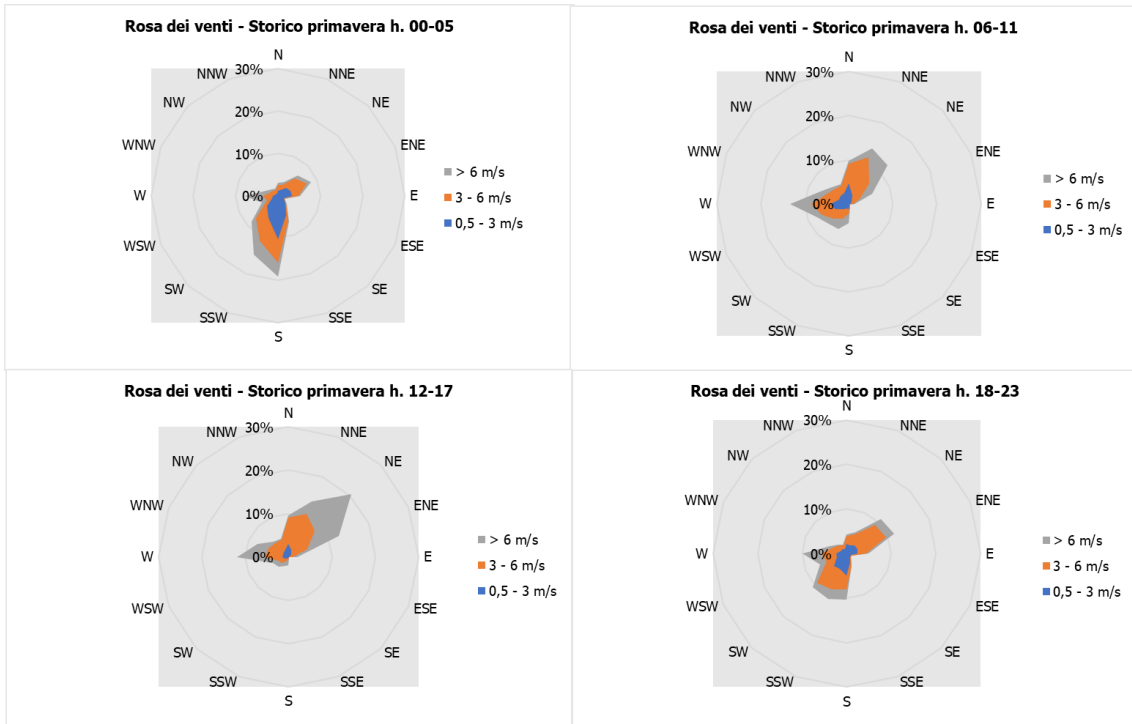 Rosa dei venti - Storico primavera h. 00-05
N
30%
NNW
NNE
NW
NE
20%
WNW
ENE
10%
W
0%
E
WSW
ESE
SW
SE
SSW
SSE
S
> 6 m/s
3 - 6 m/s
0,5 - 3 m/s
Rosa dei venti - Storico primavera h. 06-11
N
30%
NNW
NNE
NW
NE
20%
WNW
ENE
10%
W
0%
E
WSW
ESE
SW
SE
SSW
SSE
S
> 6 m/s
3 - 6 m/s
0,5 - 3 m/s
Rosa dei venti - Storico primavera h. 12-17
N
30%
NNW
NNE
NW
NE
20%
WNW
ENE
10%
W
0%
E
WSW
ESE
SW
SE
SSW
SSE
S
> 6 m/s
3 - 6 m/s
0,5 - 3 m/s
Rosa dei venti - Storico primavera h. 18-23
N
30%
NNW
NNE
NW
NE
20%
WNW
ENE
10%
W
0%
E
WSW
ESE
SW
SE
SSW
SSE
S
> 6 m/s
3 - 6 m/s
0,5 - 3 m/s